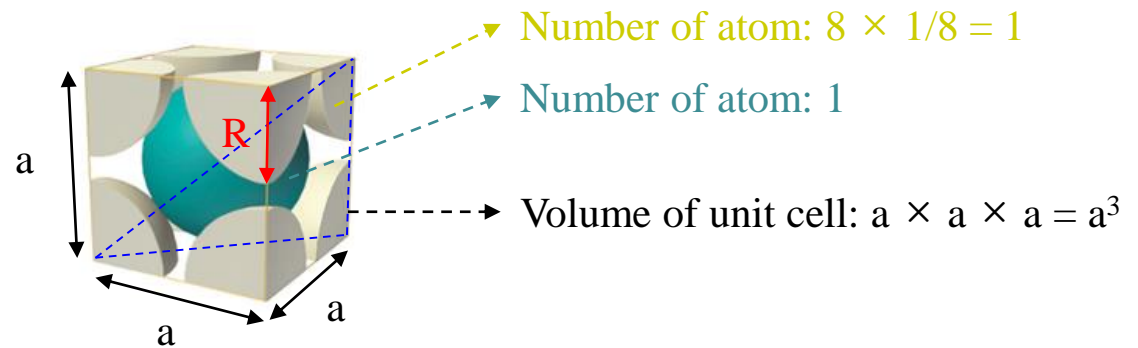 Number of atom: 8 × 1/8 = 1
Number of atom: 1
R
a
Volume of unit cell: a × a × a = a³
a
a